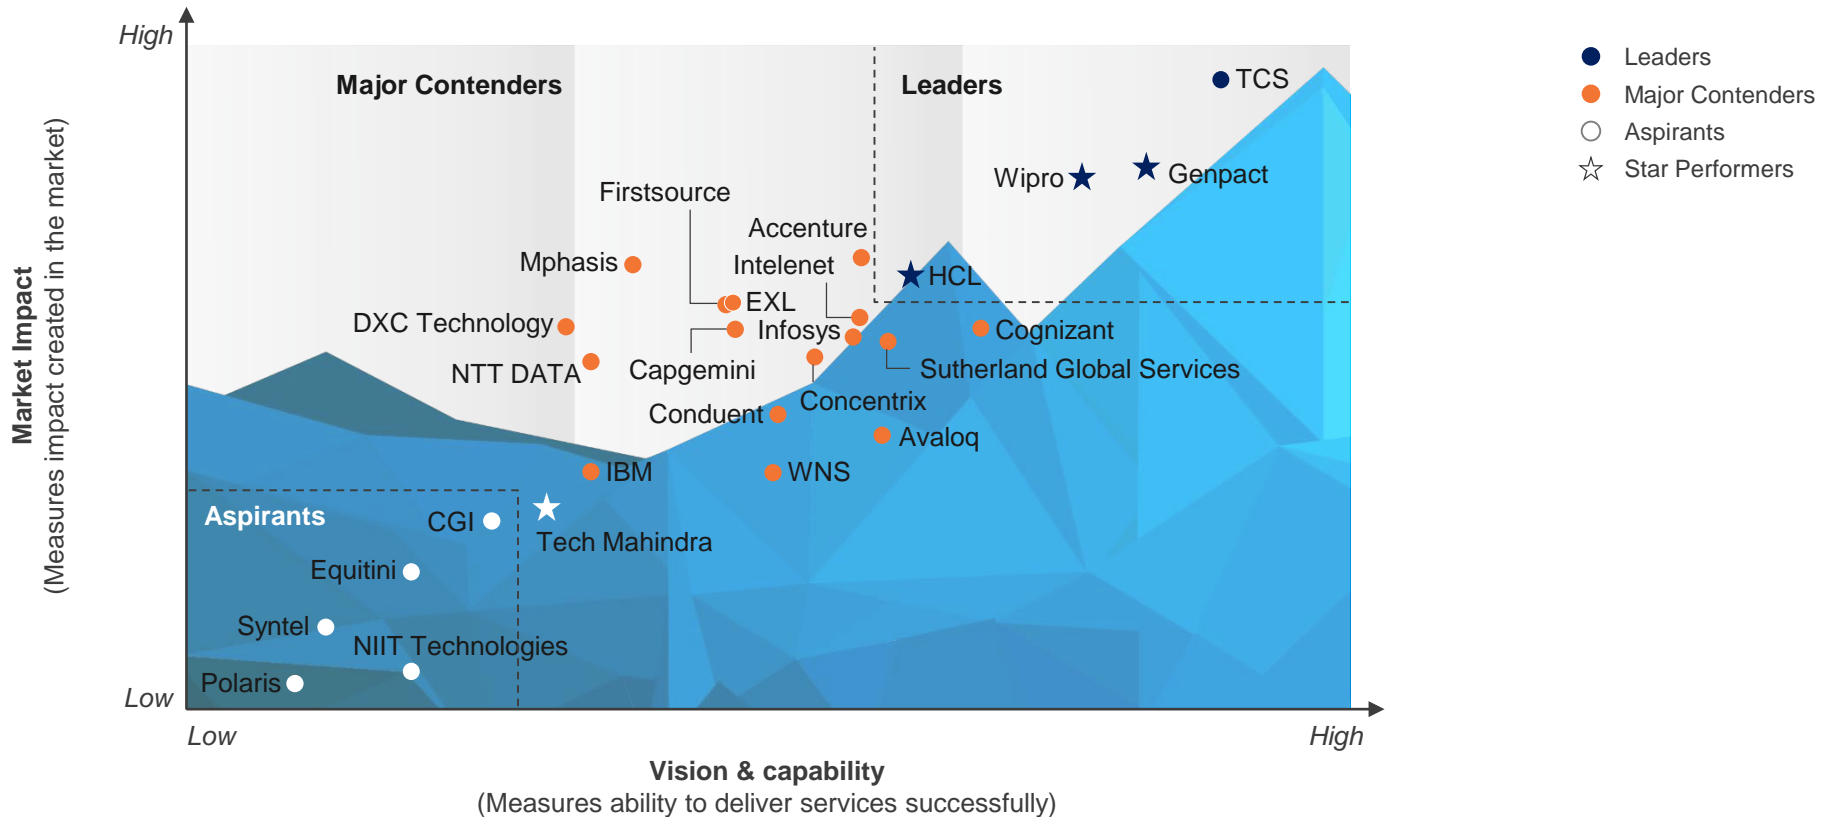 High
Major Contenders
Leaders
TCS
Leaders
Major Contenders
Aspirants
Star Performers
Wipro
Genpact
Firstsource
Accenture
Mphasis
Intelenet
HCL
EXL
DXC Technology
Infosys
Cognizant
NTT DATA
Capgemini
Sutherland Global Services
Concentrix
Conduent
Avaloq
IBM
WNS
Aspirants
CGI
Tech Mahindra
Equitini
Syntel
NIIT Technologies
Polaris
Market Impact
(Measures impact created in the market)
Low
Low
High
Vision & capability
(Measures ability to deliver services successfully)